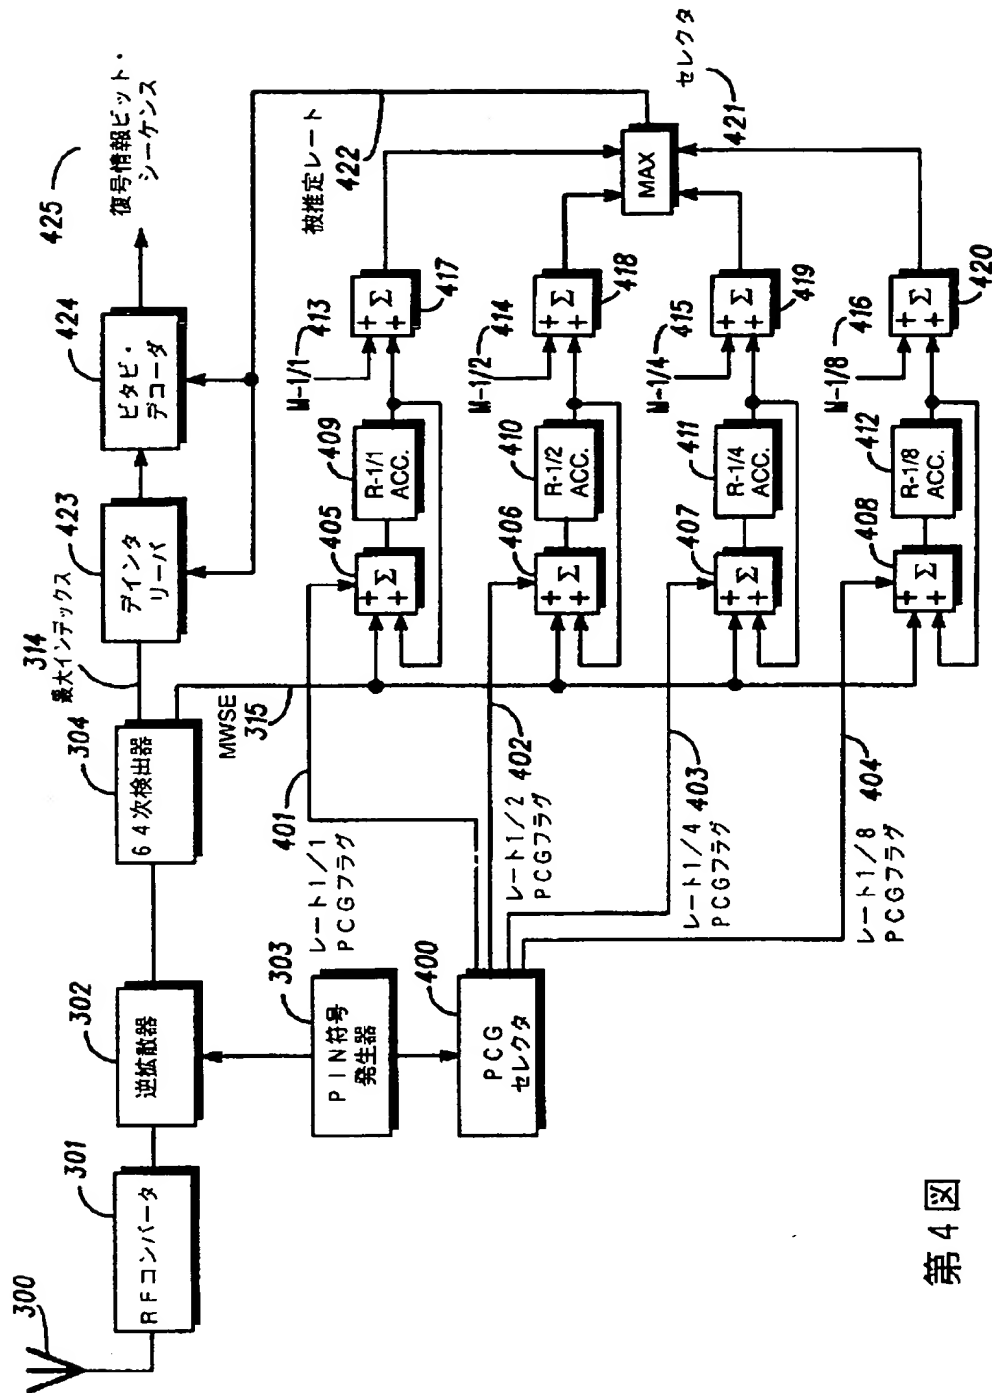 300
301
RFコンバータ
302
逆拡散器
303
PIN符号
発生器
400
PCG
セレクタ
304
64次検出器
314
最大インデックス
MWSE
315
423
デインタ
リーバ
424
ビタビ・
デコーダ
425
復号情報ビット・
シーケンス
401
レート1/1
PCGフラグ
402
レート1/2
PCGフラグ
403
レート1/4
PCGフラグ
404
レート1/8
PCGフラグ
405
+
+ Σ
409
R-1/1
ACC.
M-1/1
413
+
+ Σ
417
406
+
+ Σ
410
R-1/2
ACC.
M-1/2
414
+
+ Σ
418
407
+
+ Σ
411
R-1/4
ACC.
M-1/4
415
+
+ Σ
419
408
+
+ Σ
412
R-1/8
ACC.
M-1/8
416
+
+ Σ
420
被推定レート
422
MAX
セレクタ
421
第4図